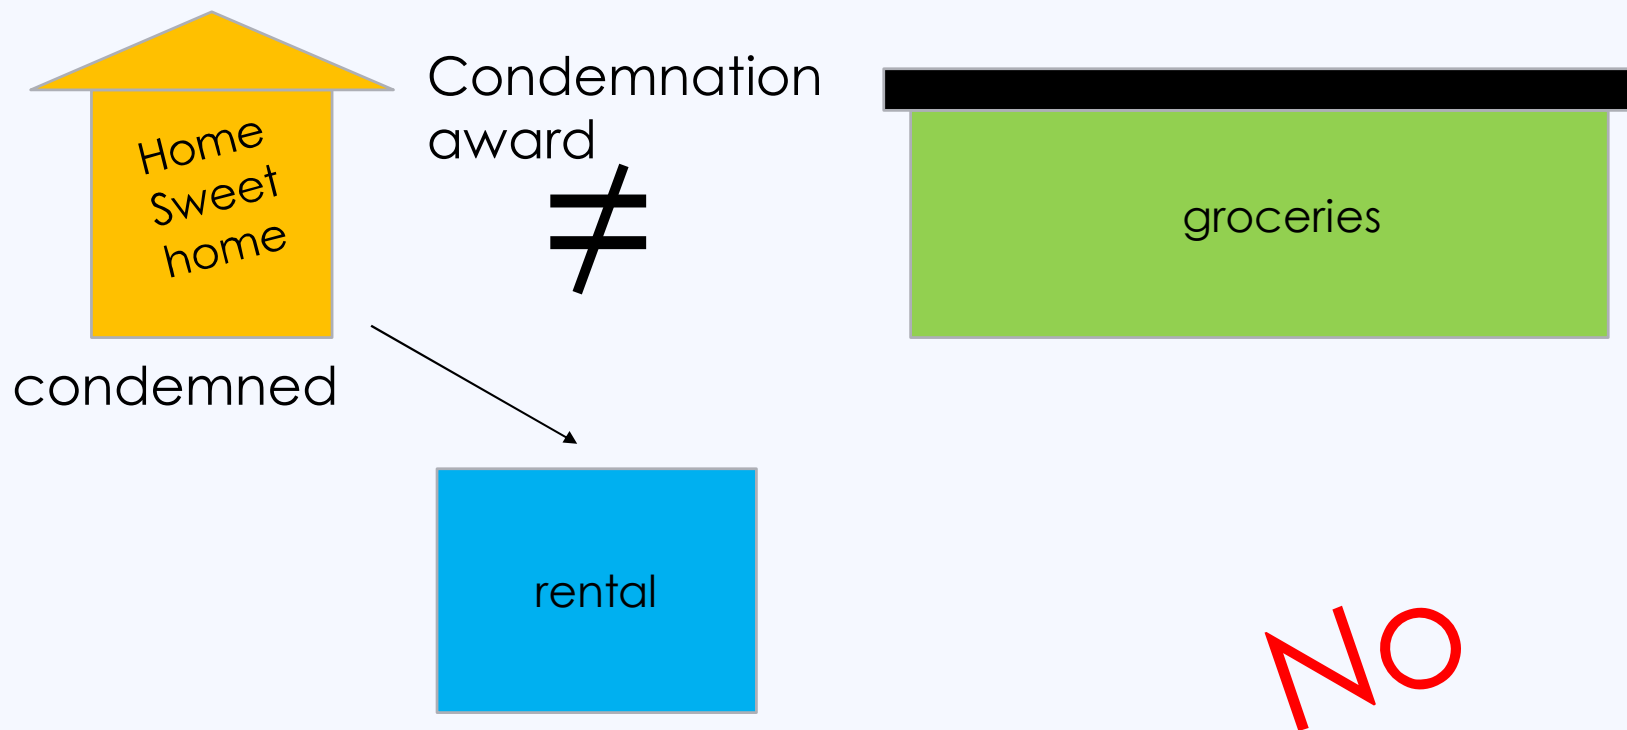 Home
Sweet
home
Condemnation
award
≠
groceries
condemned
rental
NO